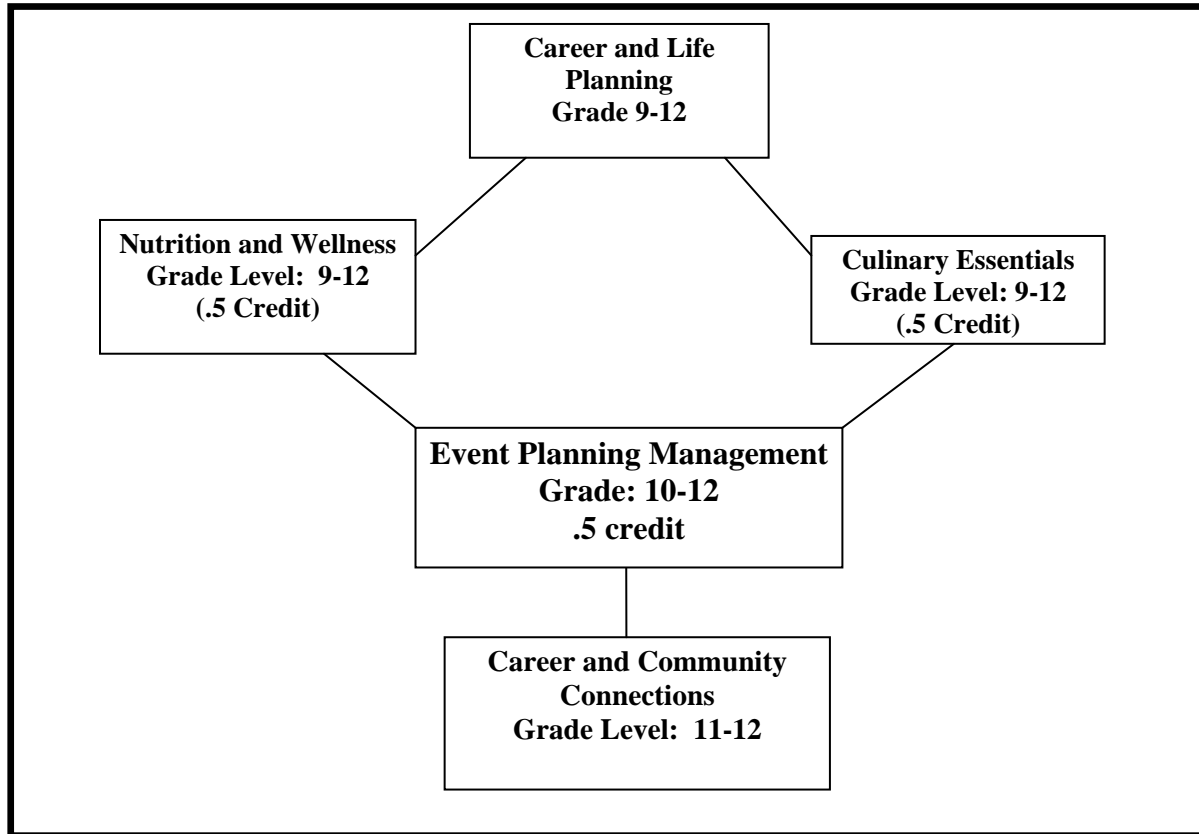 Career and Life
Planning
Grade 9-12
Nutrition and Wellness
Grade Level:  9-12
(.5 Credit)
Culinary Essentials
Grade Level: 9-12
(.5 Credit)
Event Planning Management
Grade: 10-12
.5 credit
Career and Community
Connections
Grade Level:  11-12